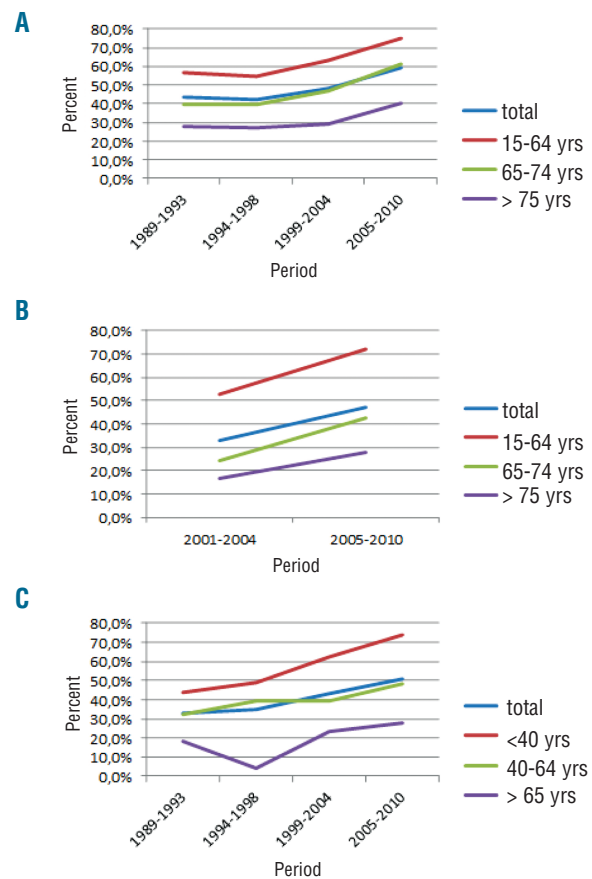 A
80,0%
70,0%
60,0%
50,0%
40,0%
30,0%
20,0%
10,0%
0,0%
Percent
1989-1993
1994-1998
1999-2004
2005-2010
Period
total
15-64 yrs
65-74 yrs
> 75 yrs
B
80,0%
70,0%
60,0%
50,0%
40,0%
30,0%
20,0%
10,0%
0,0%
Percent
2001-2004
2005-2010
Period
total
15-64 yrs
65-74 yrs
> 75 yrs
C
80,0%
70,0%
60,0%
50,0%
40,0%
30,0%
20,0%
10,0%
0,0%
Percent
1989-1993
1994-1998
1999-2004
2005-2010
Period
total
<40 yrs
40-64 yrs
> 65 yrs